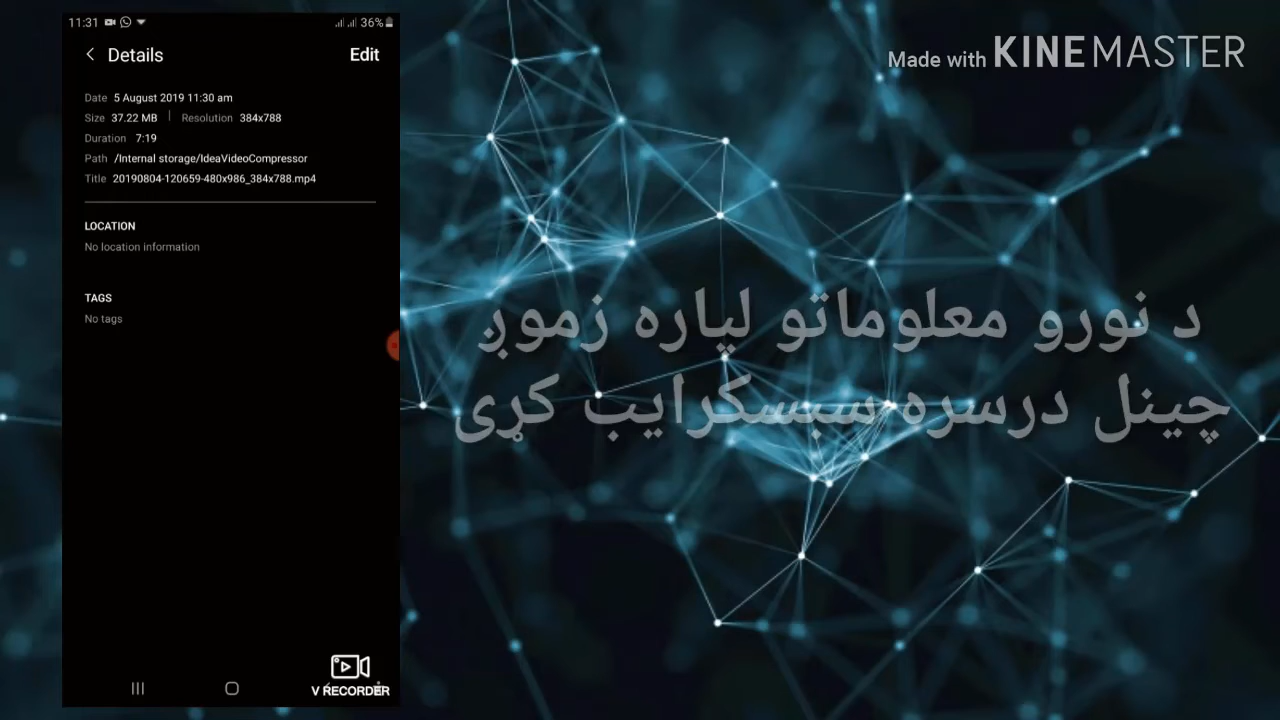 11:31
36%
Details
Edit
Date 5 August 2019 11:30 am
Size 37.22 MB | Resolution 384x788
Duration 7:19
Path /Internal storage/IdeaVideoCompressor
Title 20190804-120659-480x986_384x788.mp4
LOCATION
No location information
TAGS
No tags
V RECORDER
Made with KINEMASTER
د نورو معلوماتو لپاره زموږ
چینل درسره سبسکرایب کړی